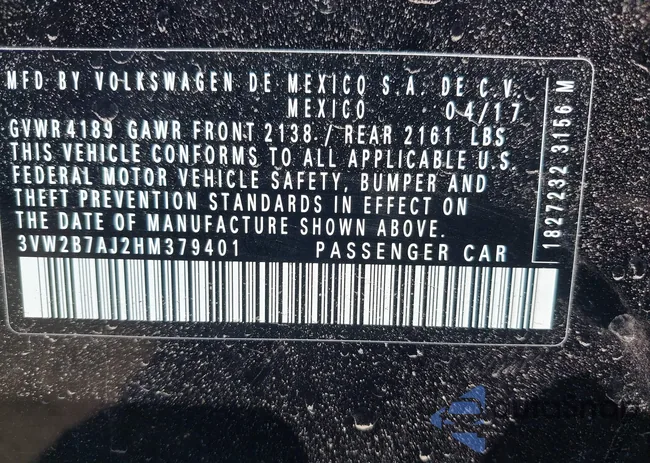 MFD BY VOLKSWAGEN DE MEXICO S.A. DE C.V.
MEXICO 04/17
GVWR 4189 GAWR FRONT 2138 / REAR 2161 LBS
THIS VEHICLE CONFORMS TO ALL APPLICABLE U.S.
FEDERAL MOTOR VEHICLE SAFETY, BUMPER AND
THEFT PREVENTION STANDARDS IN EFFECT ON
THE DATE OF MANUFACTURE SHOWN ABOVE.
3VW2B7AJ2HM379401 PASSENGER CAR
1827232 3156 M